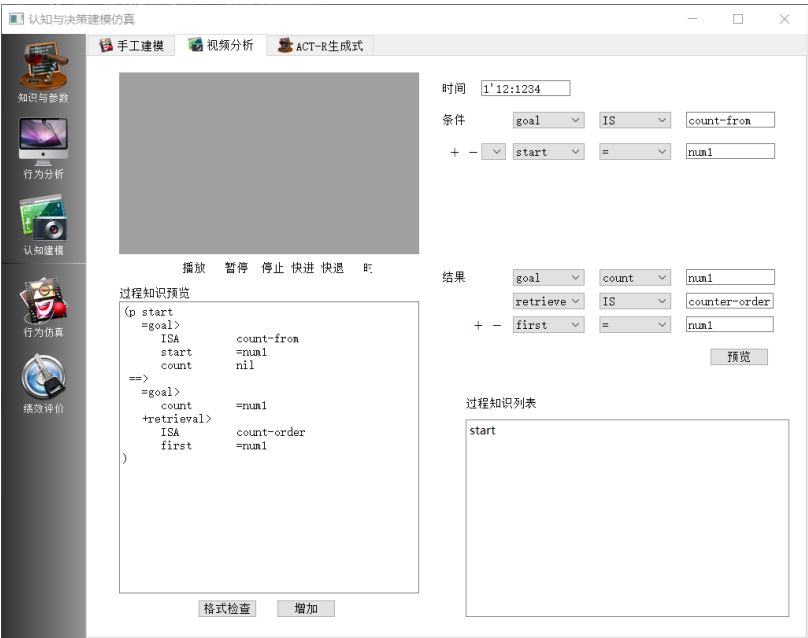 认知与决策建模仿真
知识与参数
行为分析
认知建模
行为仿真
绩效评价
手工建模 视频分析 ACT-R生成式
播放 暂停 停止 快进 快退
过程知识预览
(p start
=goal>
ISA count-from
start =num1
count nil
==>
=goal>
count =num1
+retrieval>
ISA count-order
first =num1
)
格式检查 增加
时间 1'12:1234
条件 goal IS count-from
+ - start = num1
结果 goal count num1
retrieve IS counter-order
+ - first = num1
预览
过程知识列表
start